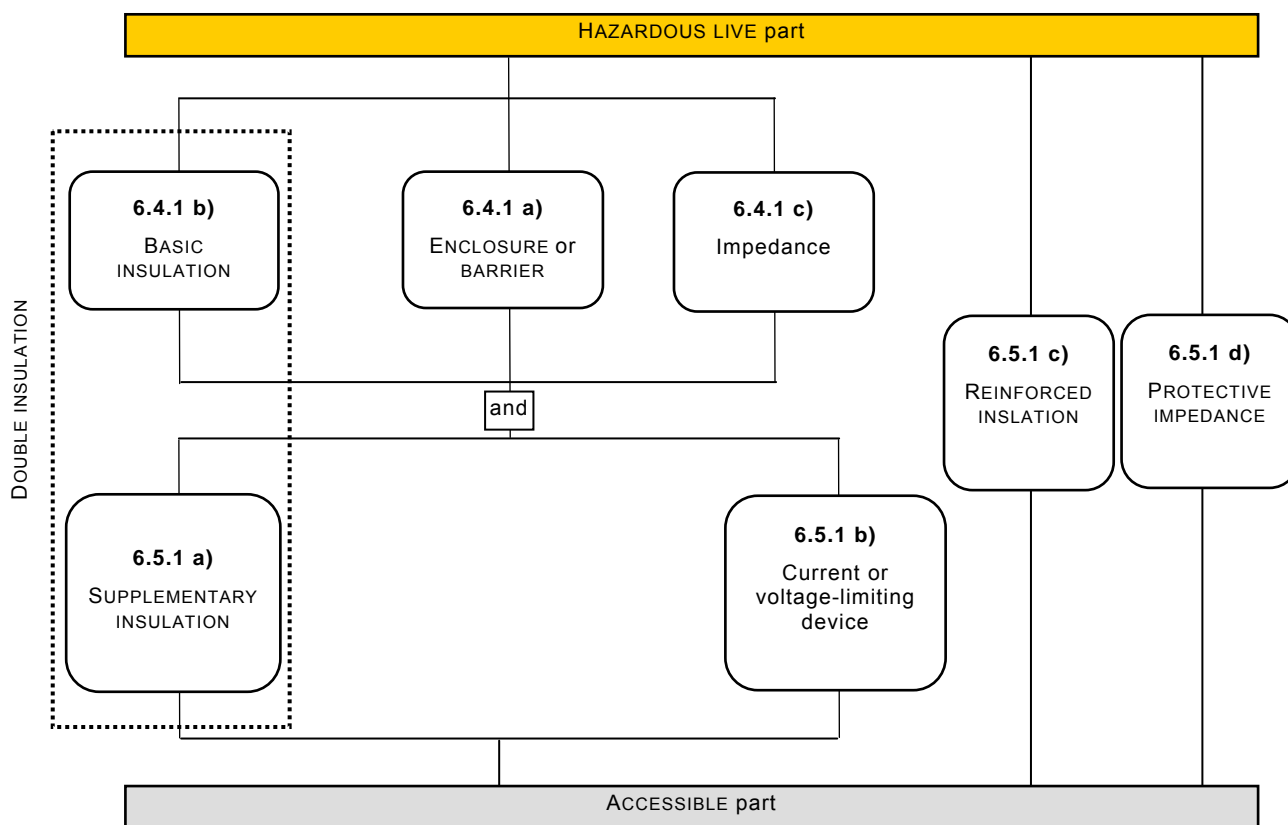 HAZARDOUS LIVE part
6.4.1 b)
BASIC
INSULATION
6.4.1 a)
ENCLOSURE or
BARRIER
6.4.1 c)
Impedance
DOUBLE INSULATION
and
6.5.1 c)
REINFORCED
INSLATION
6.5.1 d)
PROTECTIVE
IMPEDANCE
6.5.1 a)
SUPPLEMENTARY
INSULATION
6.5.1 b)
Current or
voltage-limiting
device
ACCESSIBLE part